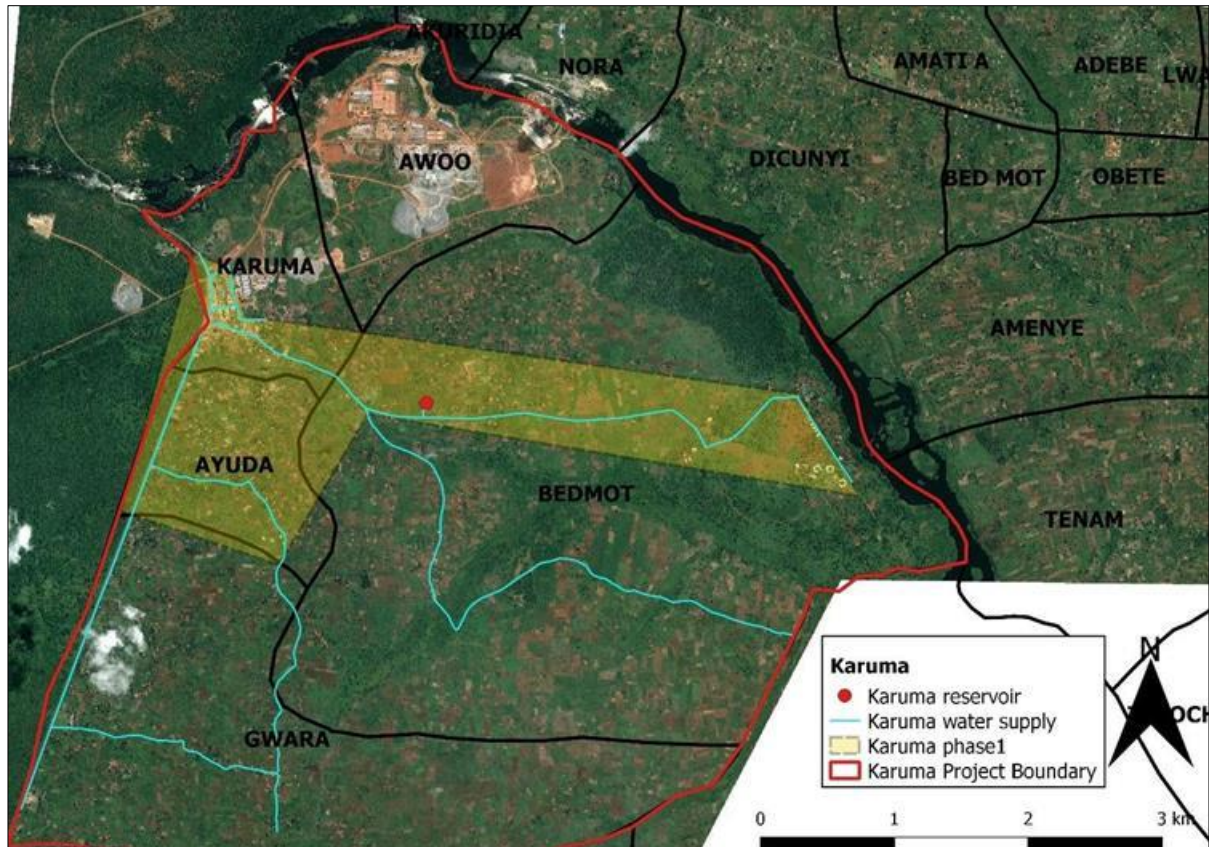 AKURIDIA
NORA
AMATI A
ADEBE
AWOO
DICUNYI
BED MOT
OBETE
KARUMA
AMENYE
AYUDA
BEDMOT
TENAM
GWARA
N
Karuma
Karuma reservoir
Karuma water supply
Karuma phase1
Karuma Project Boundary
0 1 2 3 km